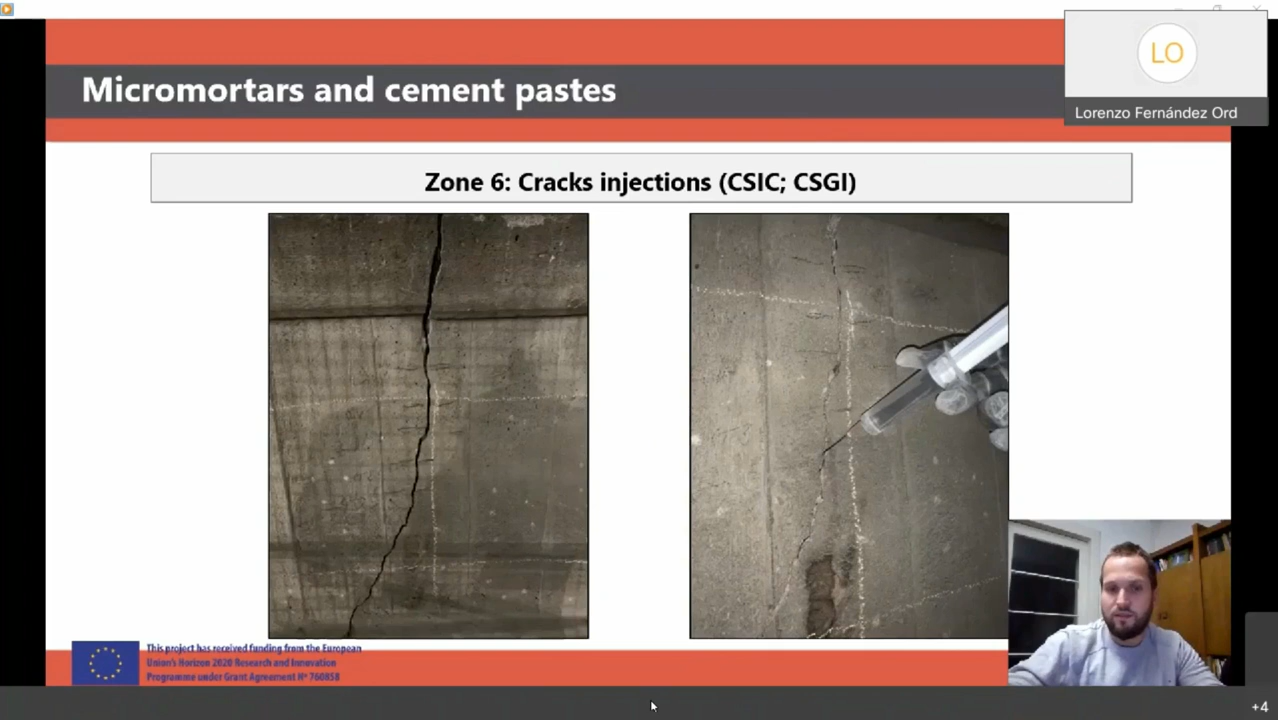 Micromortars and cement pastes
LO
Lorenzo Fernández Ord
Zone 6: Cracks injections (CSIC; CSGI)
This project has received funding from the European
Union's Horizon 2020 Research and Innovation
Programme under Grant Agreement Nº 760858
+4